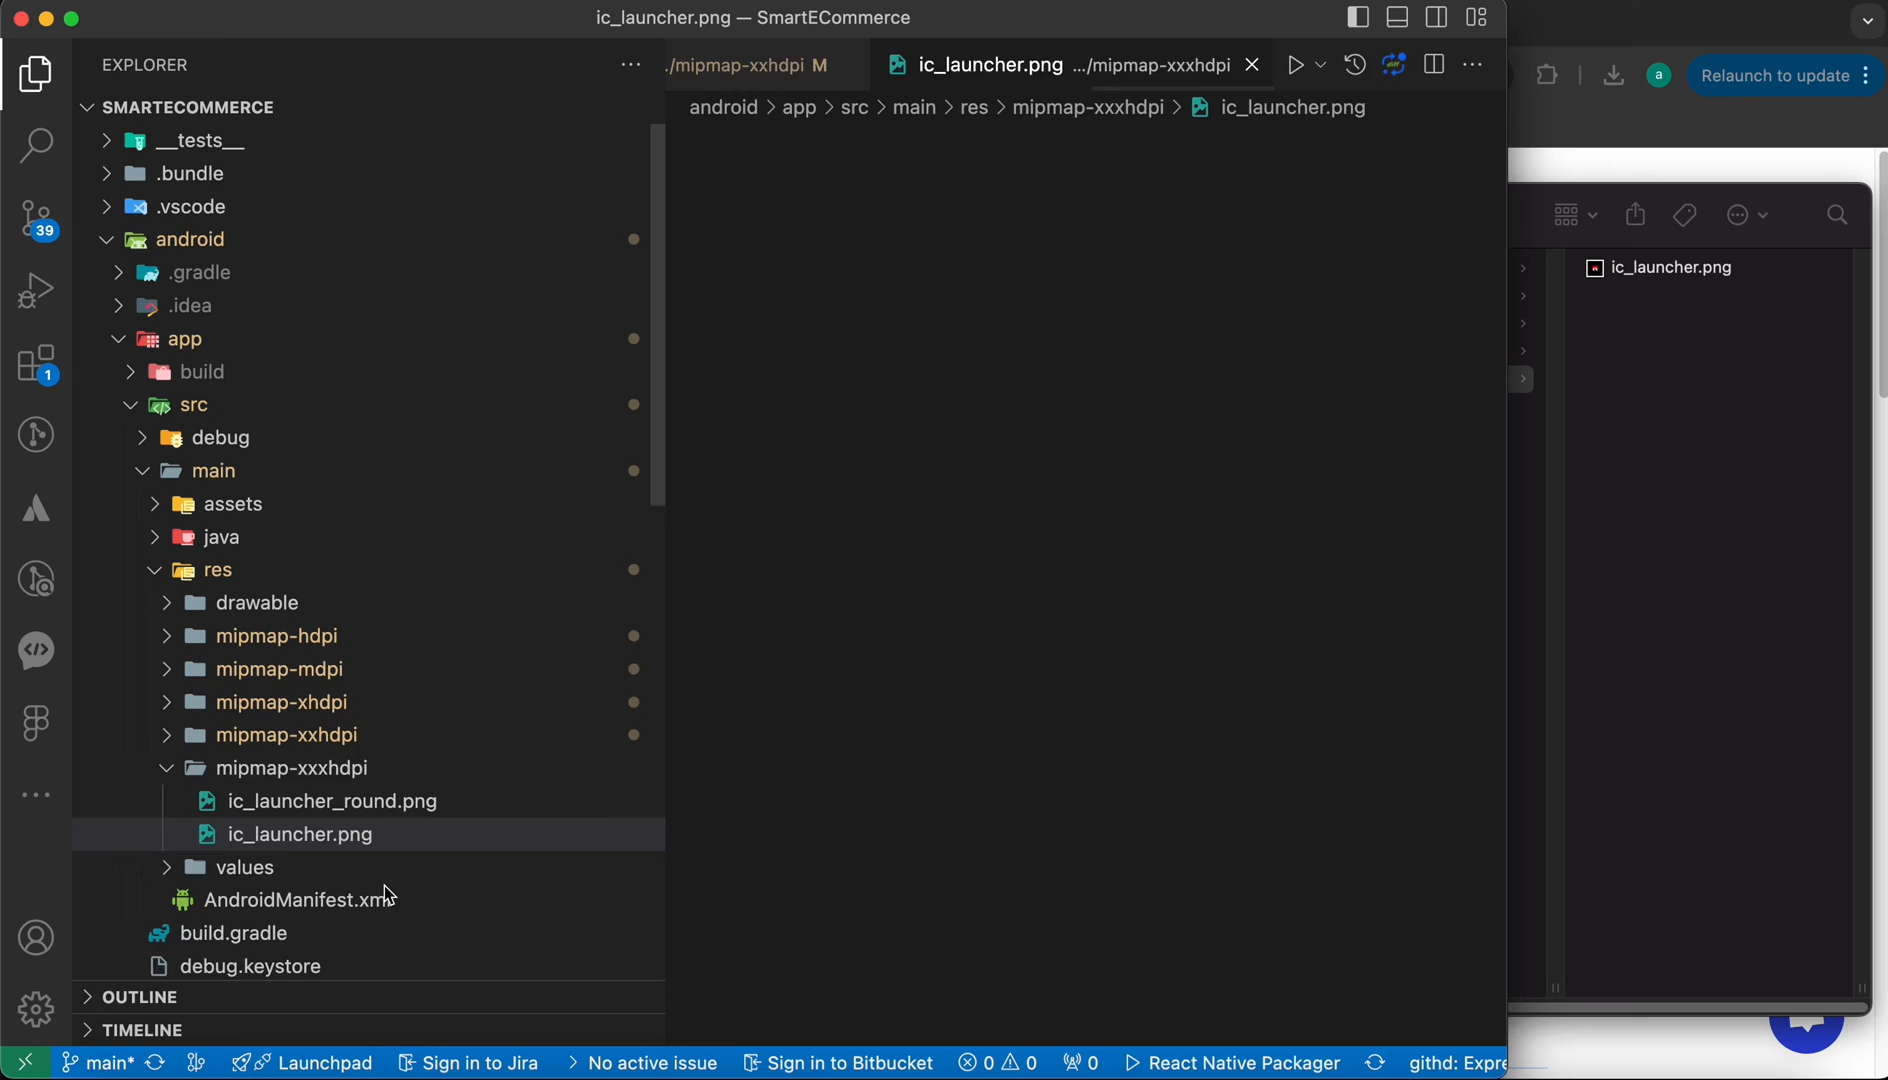 ic_launcher.png — SmartECommerce
EXPLORER
SMARTECOMMERCE
__tests__
.bundle
.vscode
android
.gradle
.idea
app
build
src
debug
main
assets
java
res
drawable
mipmap-hdpi
mipmap-mdpi
mipmap-xhdpi
mipmap-xxhdpi
mipmap-xxxhdpi
ic_launcher_round.png
ic_launcher.png
values
AndroidManifest.xml
build.gradle
debug.keystore
OUTLINE
TIMELINE
39
1
./mipmap-xxhdpi M
ic_launcher.png .../mipmap-xxxhdpi
android > app > src > main > res > mipmap-xxxhdpi > ic_launcher.png
a
Relaunch to update
ic_launcher.png
main* Launchpad Sign in to Jira No active issue Sign in to Bitbucket 0 0 0 React Native Packager githd: Expre